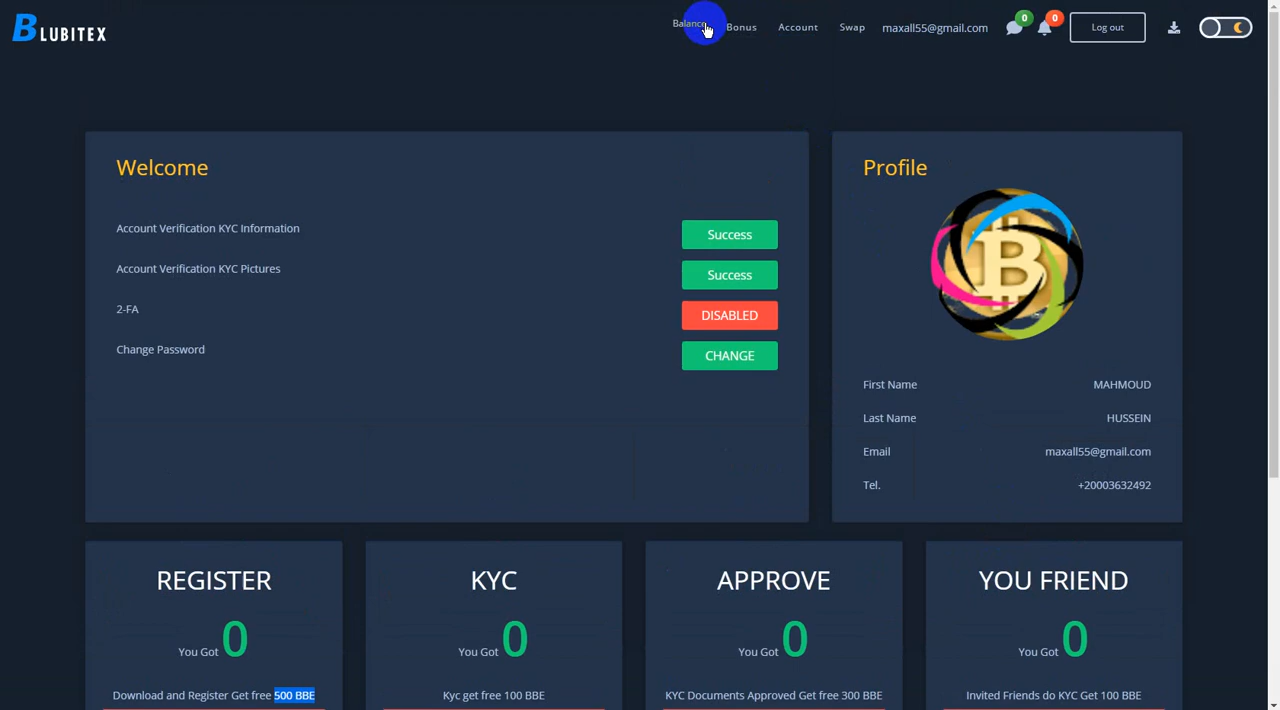 BLUBITEX
Balance Bonus Account Swap maxall55@gmail.com 0 0 Log out
Welcome
Account Verification KYC Information Success
Account Verification KYC Pictures Success
2-FA DISABLED
Change Password CHANGE
Profile
First Name MAHMOUD
Last Name HUSSEIN
Email maxall55@gmail.com
Tel. +20003632492
REGISTER
You Got 0
Download and Register Get free 500 BBE
KYC
You Got 0
Kyc get free 100 BBE
APPROVE
You Got 0
KYC Documents Approved Get free 300 BBE
YOU FRIEND
You Got 0
Invited Friends do KYC Get 100 BBE